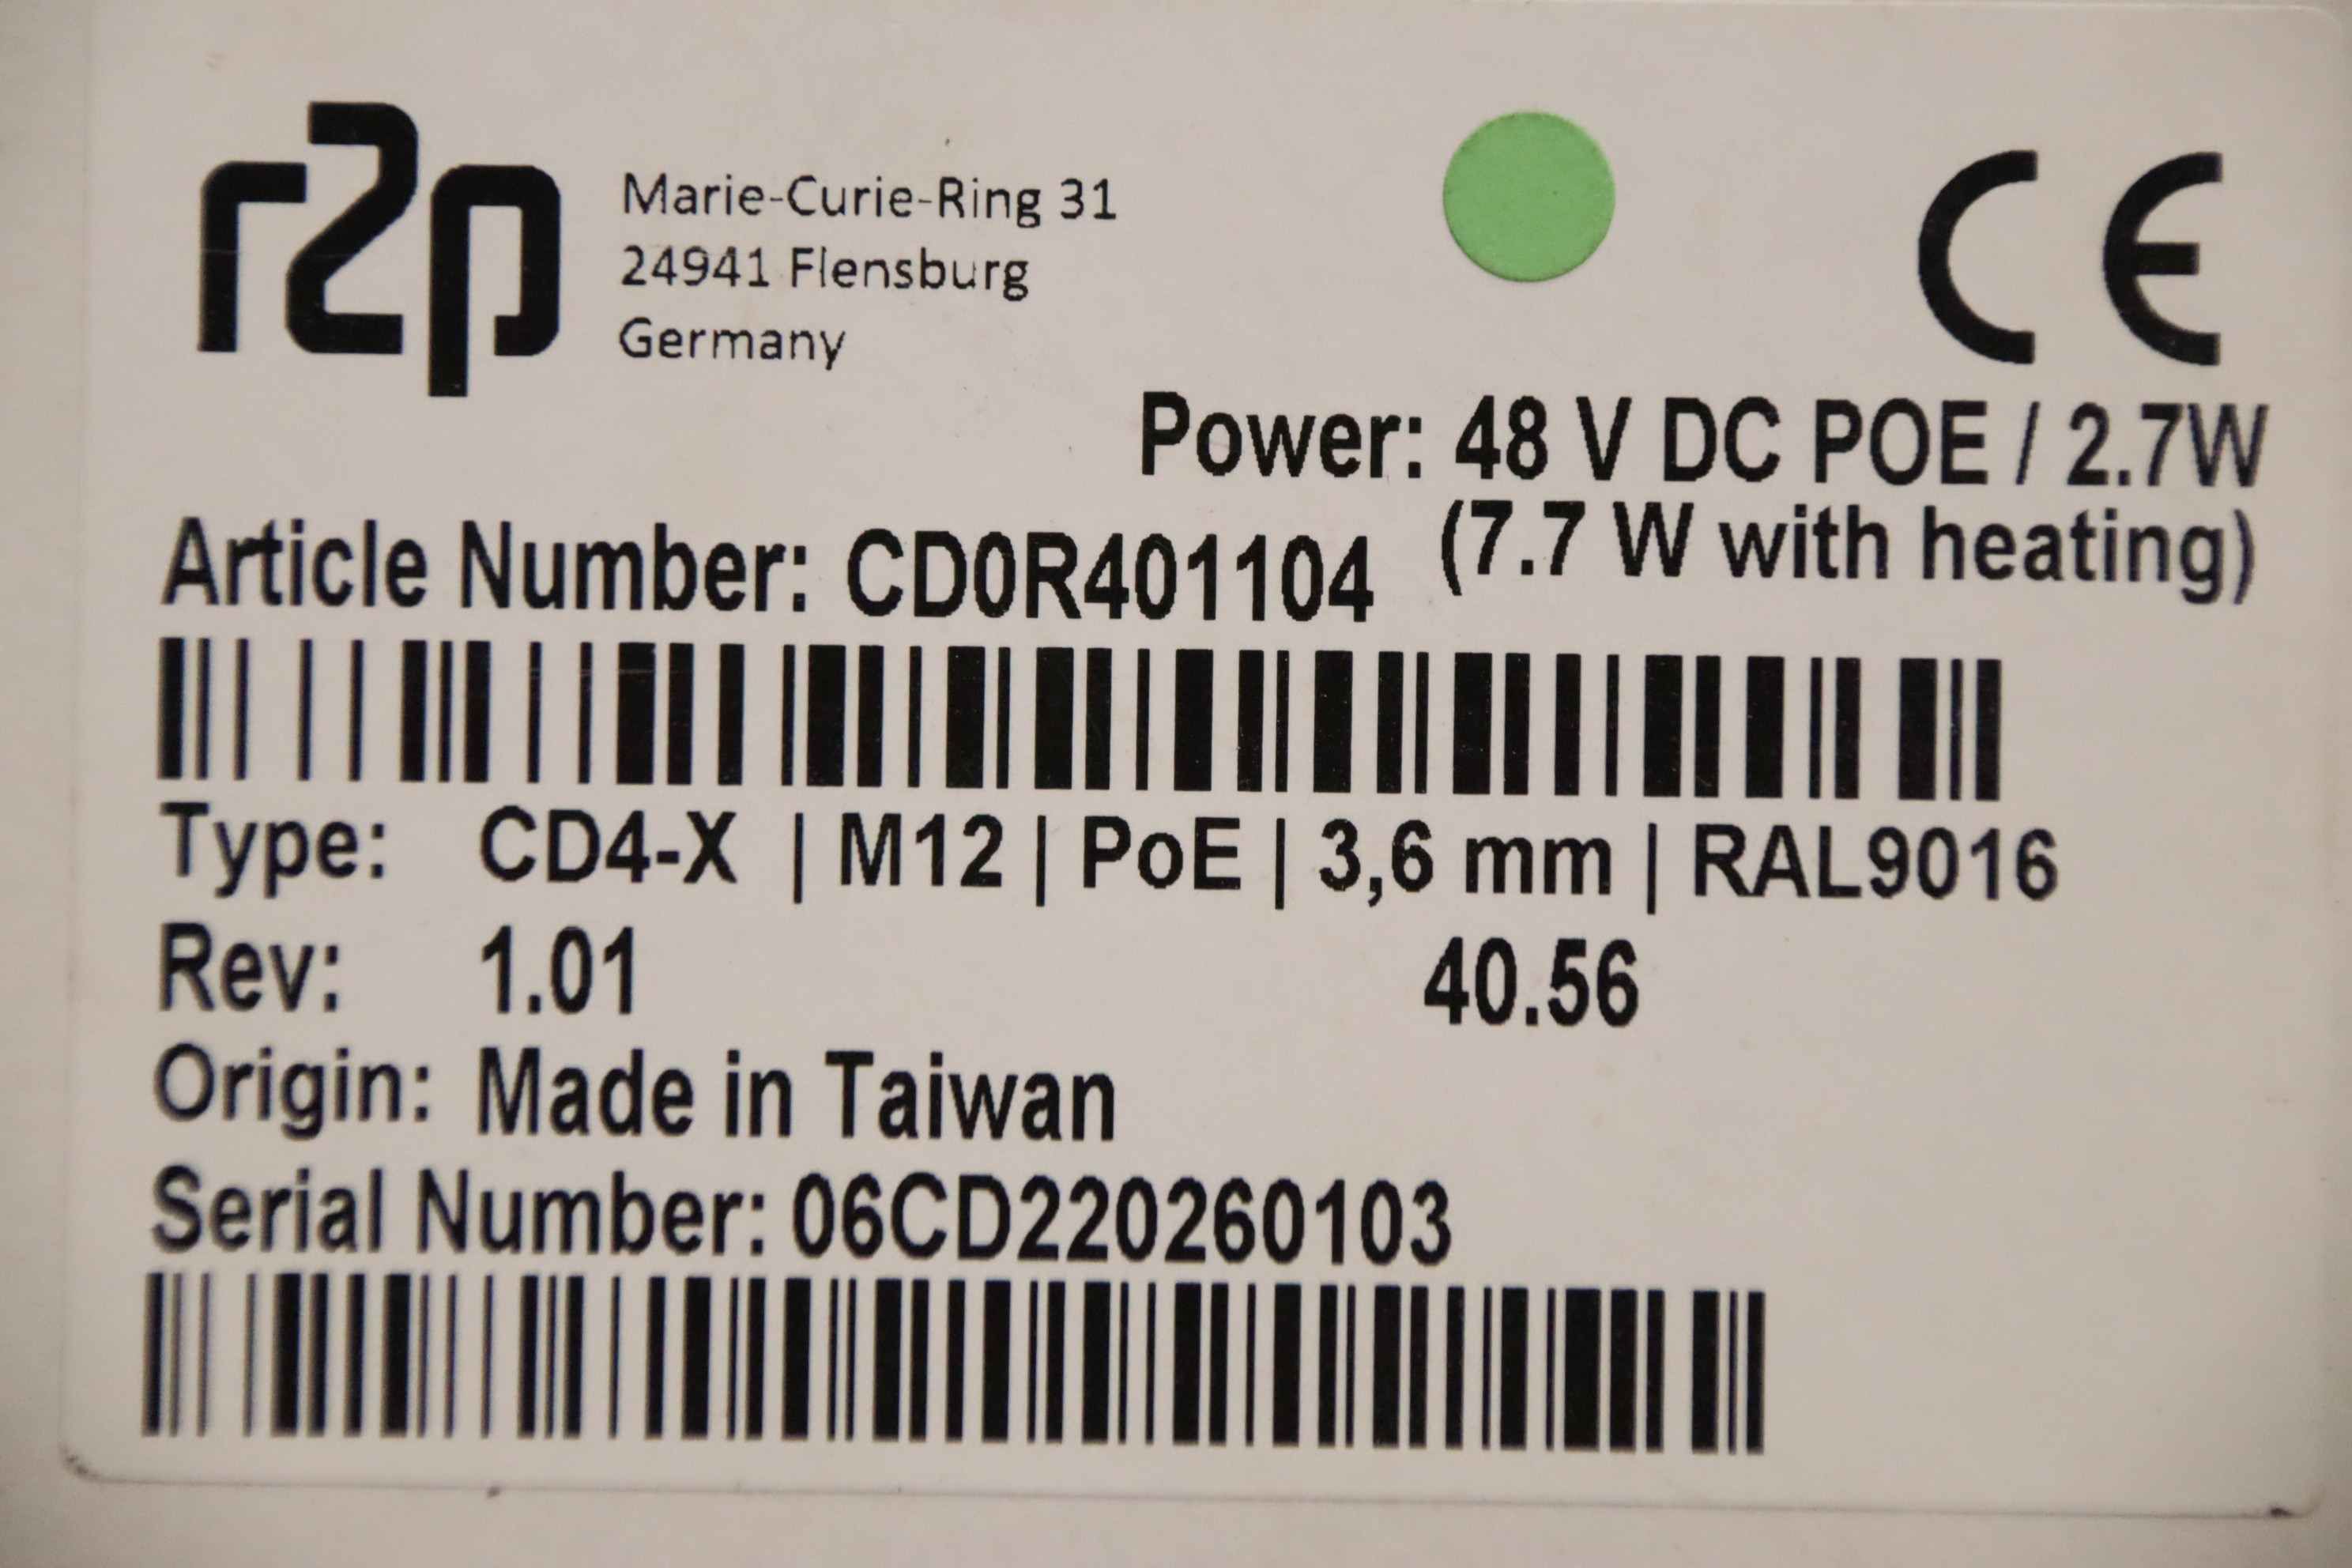 r2p
Marie-Curie-Ring 31
24941 Flensburg
Germany
CE
Power: 48 V DC POE / 2.7W
(7.7 W with heating)
Article Number: CD0R401104
Type: CD4-X | M12 | PoE | 3,6 mm | RAL9016
Rev: 1.01 40.56
Origin: Made in Taiwan
Serial Number: 06CD220260103